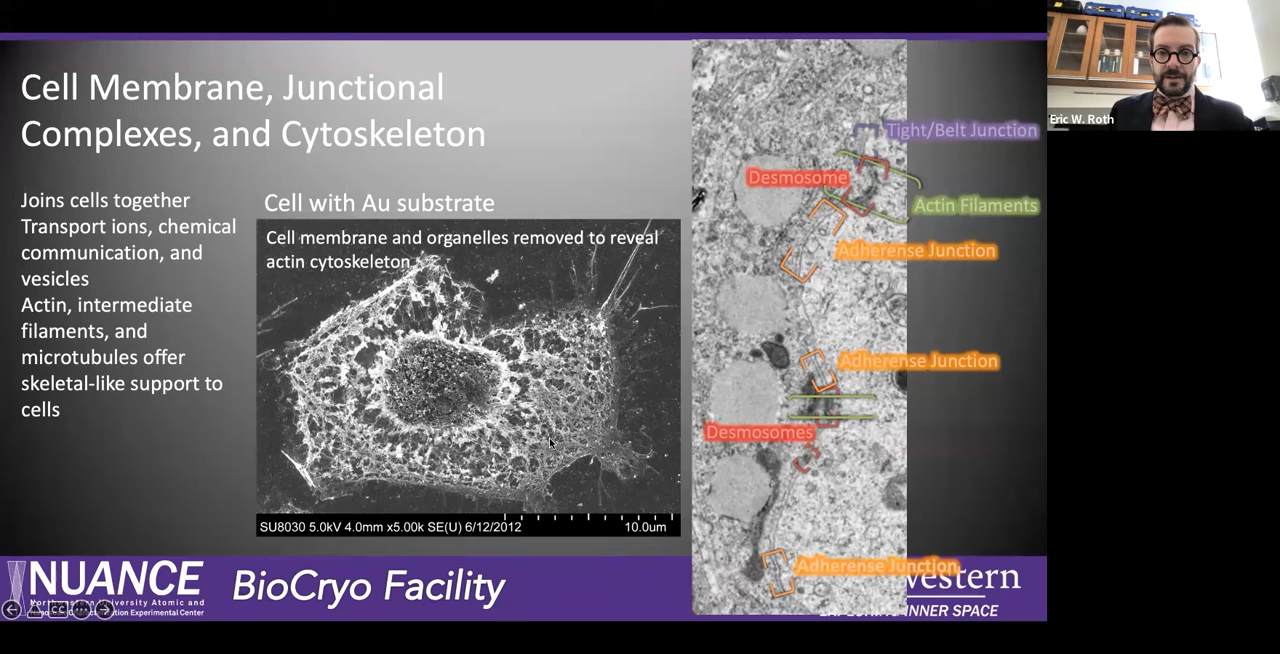 Cell Membrane, Junctional
Complexes, and Cytoskeleton
Joins cells together
Transport ions, chemical
communication, and
vesicles
Actin, intermediate
filaments, and
microtubules offer
skeletal-like support to
cells
Cell with Au substrate
Cell membrane and organelles removed to reveal
actin cytoskeleton
SU8030 5.0kV 4.0mm x5.00k SE(U) 6/12/2012
10.0um
Tight/Belt Junction
Desmosome
Actin Filaments
Adherense Junction
Adherense Junction
Desmosomes
Adherense Junction
Eric W. Roth
NUANCE
BioCryo Facility
western
INNER SPACE